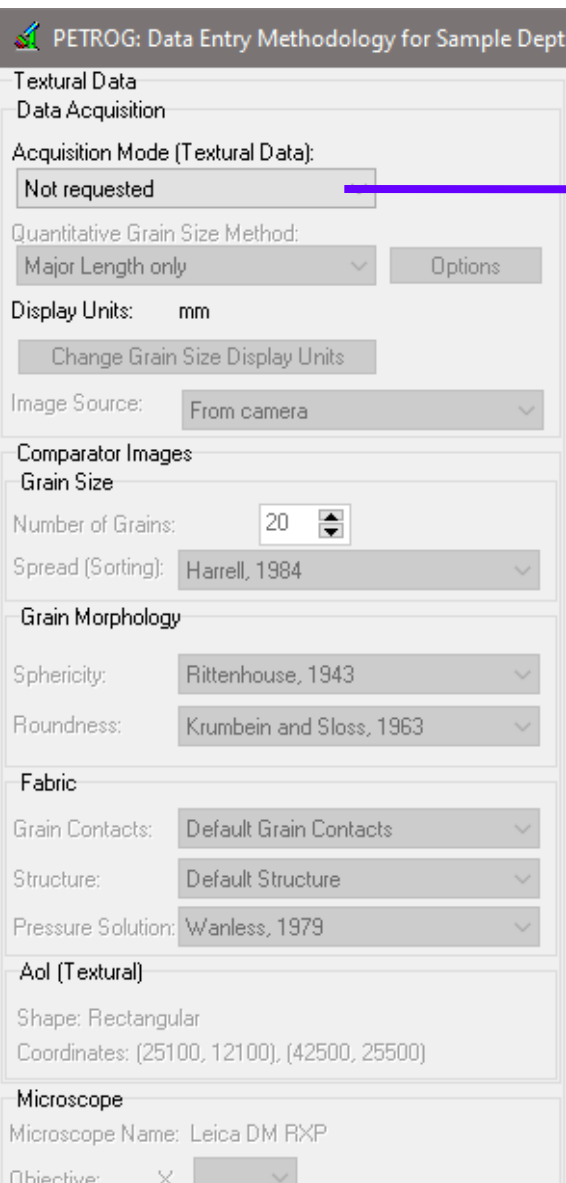 PETROG: Data Entry Methodology for Sample Dept
Textural Data
Data Acquisition
Acquisition Mode (Textural Data):
Not requested
Quantitative Grain Size Method:
Major Length only
Options
Display Units: mm
Change Grain Size Display Units
Image Source: From camera
Comparator Images
Grain Size
Number of Grains: 20
Spread (Sorting): Harrell, 1984
Grain Morphology
Sphericity: Rittenhouse, 1943
Roundness: Krumbein and Sloss, 1963
Fabric
Grain Contacts: Default Grain Contacts
Structure: Default Structure
Pressure Solution: Wanless, 1979
AoI (Textural)
Shape: Rectangular
Coordinates: (25100, 12100), (42500, 25500)
Microscope
Microscope Name: Leica DM RXP
Objective: X